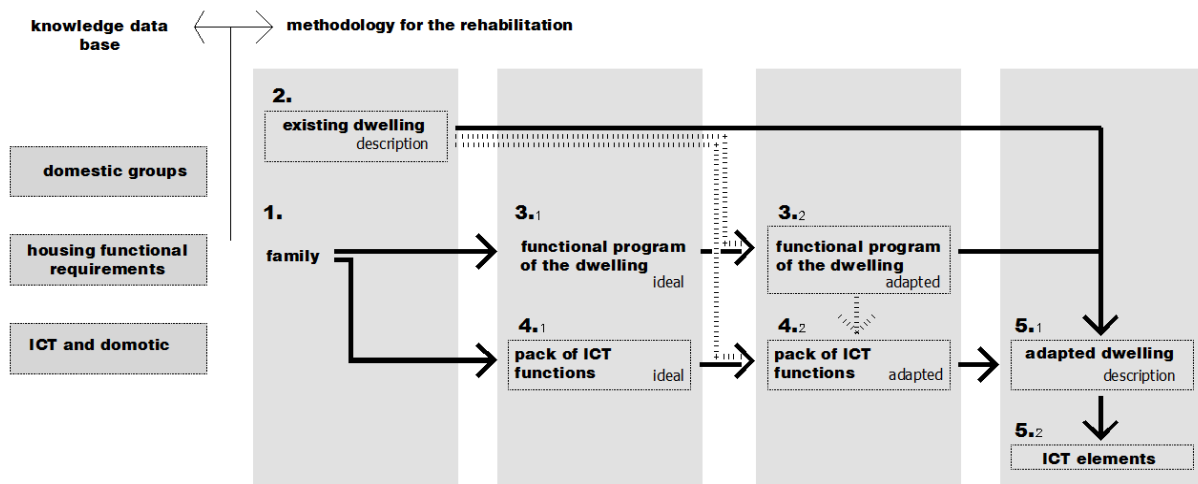 knowledge data
base
methodology for the rehabilitation
domestic groups
housing functional
requirements
ICT and domotic
2.
existing dwelling
description
1.
family
3.1
functional program
of the dwelling
ideal
4.1
pack of ICT
functions
ideal
3.2
functional program
of the dwelling
adapted
4.2
pack of ICT
functions
adapted
5.1
adapted dwelling
description
5.2
ICT elements